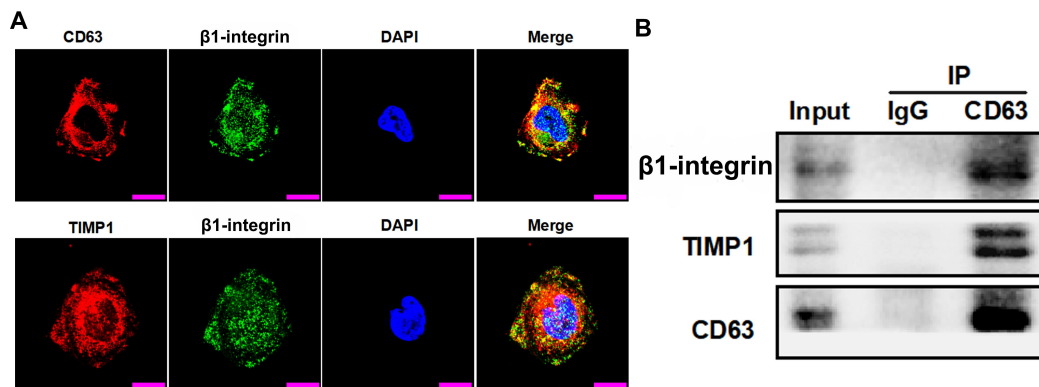 A
CD63 β1-integrin DAPI Merge
TIMP1 β1-integrin DAPI Merge
B
IP
Input IgG CD63
β1-integrin
TIMP1
CD63